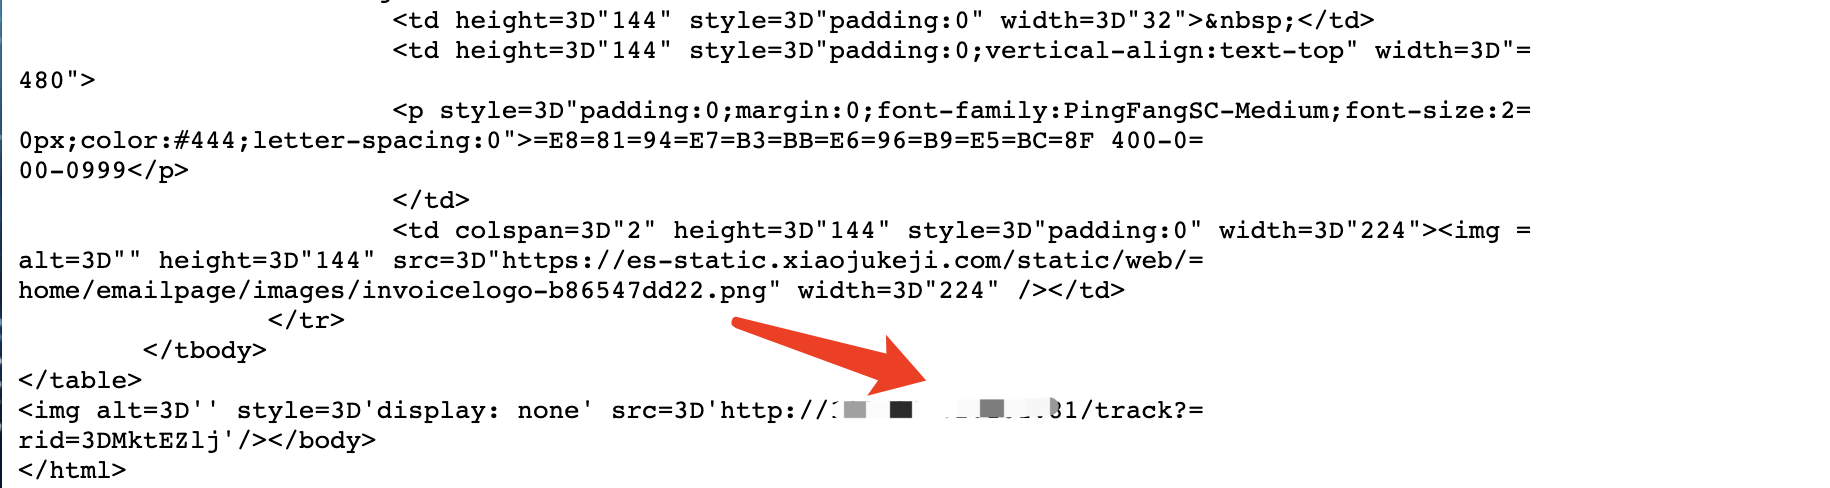 <td height=3D"144" style=3D"padding:0" width=3D"32">&nbsp;</td>
<td height=3D"144" style=3D"padding:0;vertical-align:text-top" width=3D"=
480">
<p style=3D"padding:0;margin:0;font-family:PingFangSC-Medium;font-size:2=
0px;color:#444;letter-spacing:0">=E8=81=94=E7=B3=BB=E6=96=B9=E5=BC=8F 400-0=
00-0999</p>
</td>
<td colspan=3D"2" height=3D"144" style=3D"padding:0" width=3D"224"><img =
alt=3D"" height=3D"144" src=3D"https://es-static.xiaojukeji.com/static/web/=
home/emailpage/images/invoicelogo-b86547dd22.png" width=3D"224" /></td>
</tr>
</tbody>
</table>
<img alt=3D'' style=3D'display: none' src=3D'http:// 81/track?=
rid=3DMktEZlj'/></body>
</html>